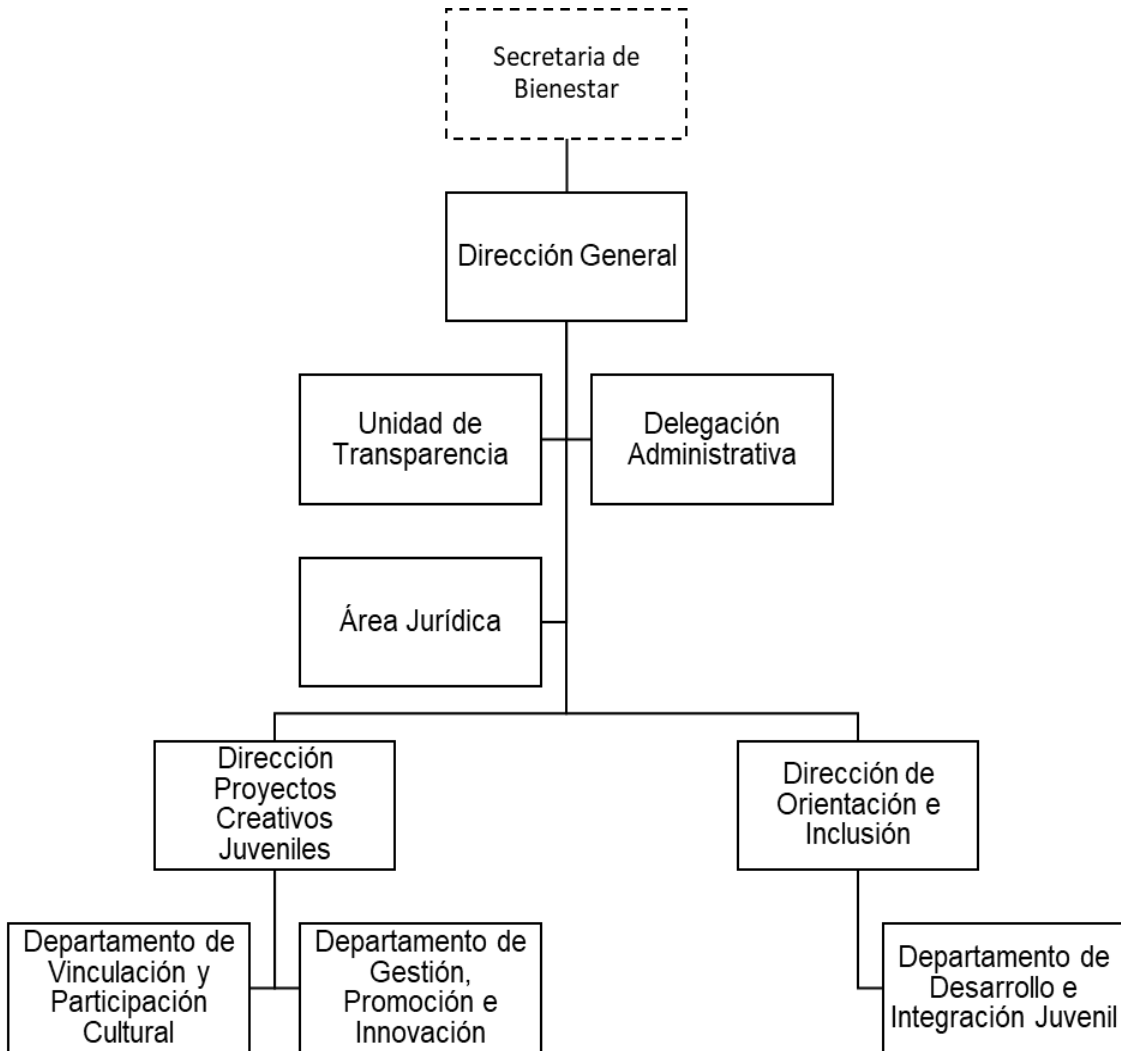 Secretaria de
Bienestar
Dirección General
Unidad de
Transparencia
Delegación
Administrativa
Área Jurídica
Dirección
Proyectos
Creativos
Juveniles
Dirección de
Orientación e
Inclusión
Departamento de
Vinculación y
Participación
Cultural
Departamento de
Gestión,
Promoción e
Innovación
Departamento de
Desarrollo e
Integración Juvenil